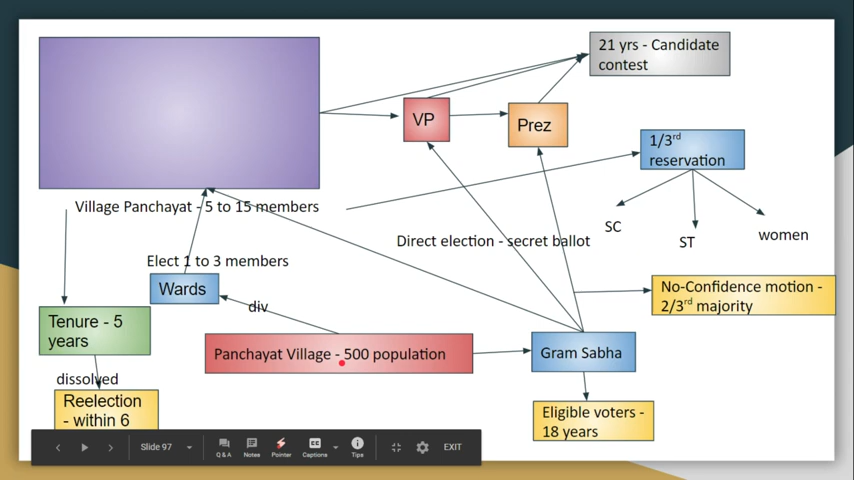 21 yrs - Candidate
contest
VP
Prez
1/3rd
reservation
Village Panchayat - 5 to 15 members
SC
ST
women
Direct election - secret ballot
Elect 1 to 3 members
Wards
No-Confidence motion -
2/3rd majority
div
Tenure - 5
years
Panchayat Village - 500 population
Gram Sabha
dissolved
Reelection
- within 6
Eligible voters -
18 years
Slide 97
Q & A
Notes
Pointer
CC
Captions
Tips
EXIT